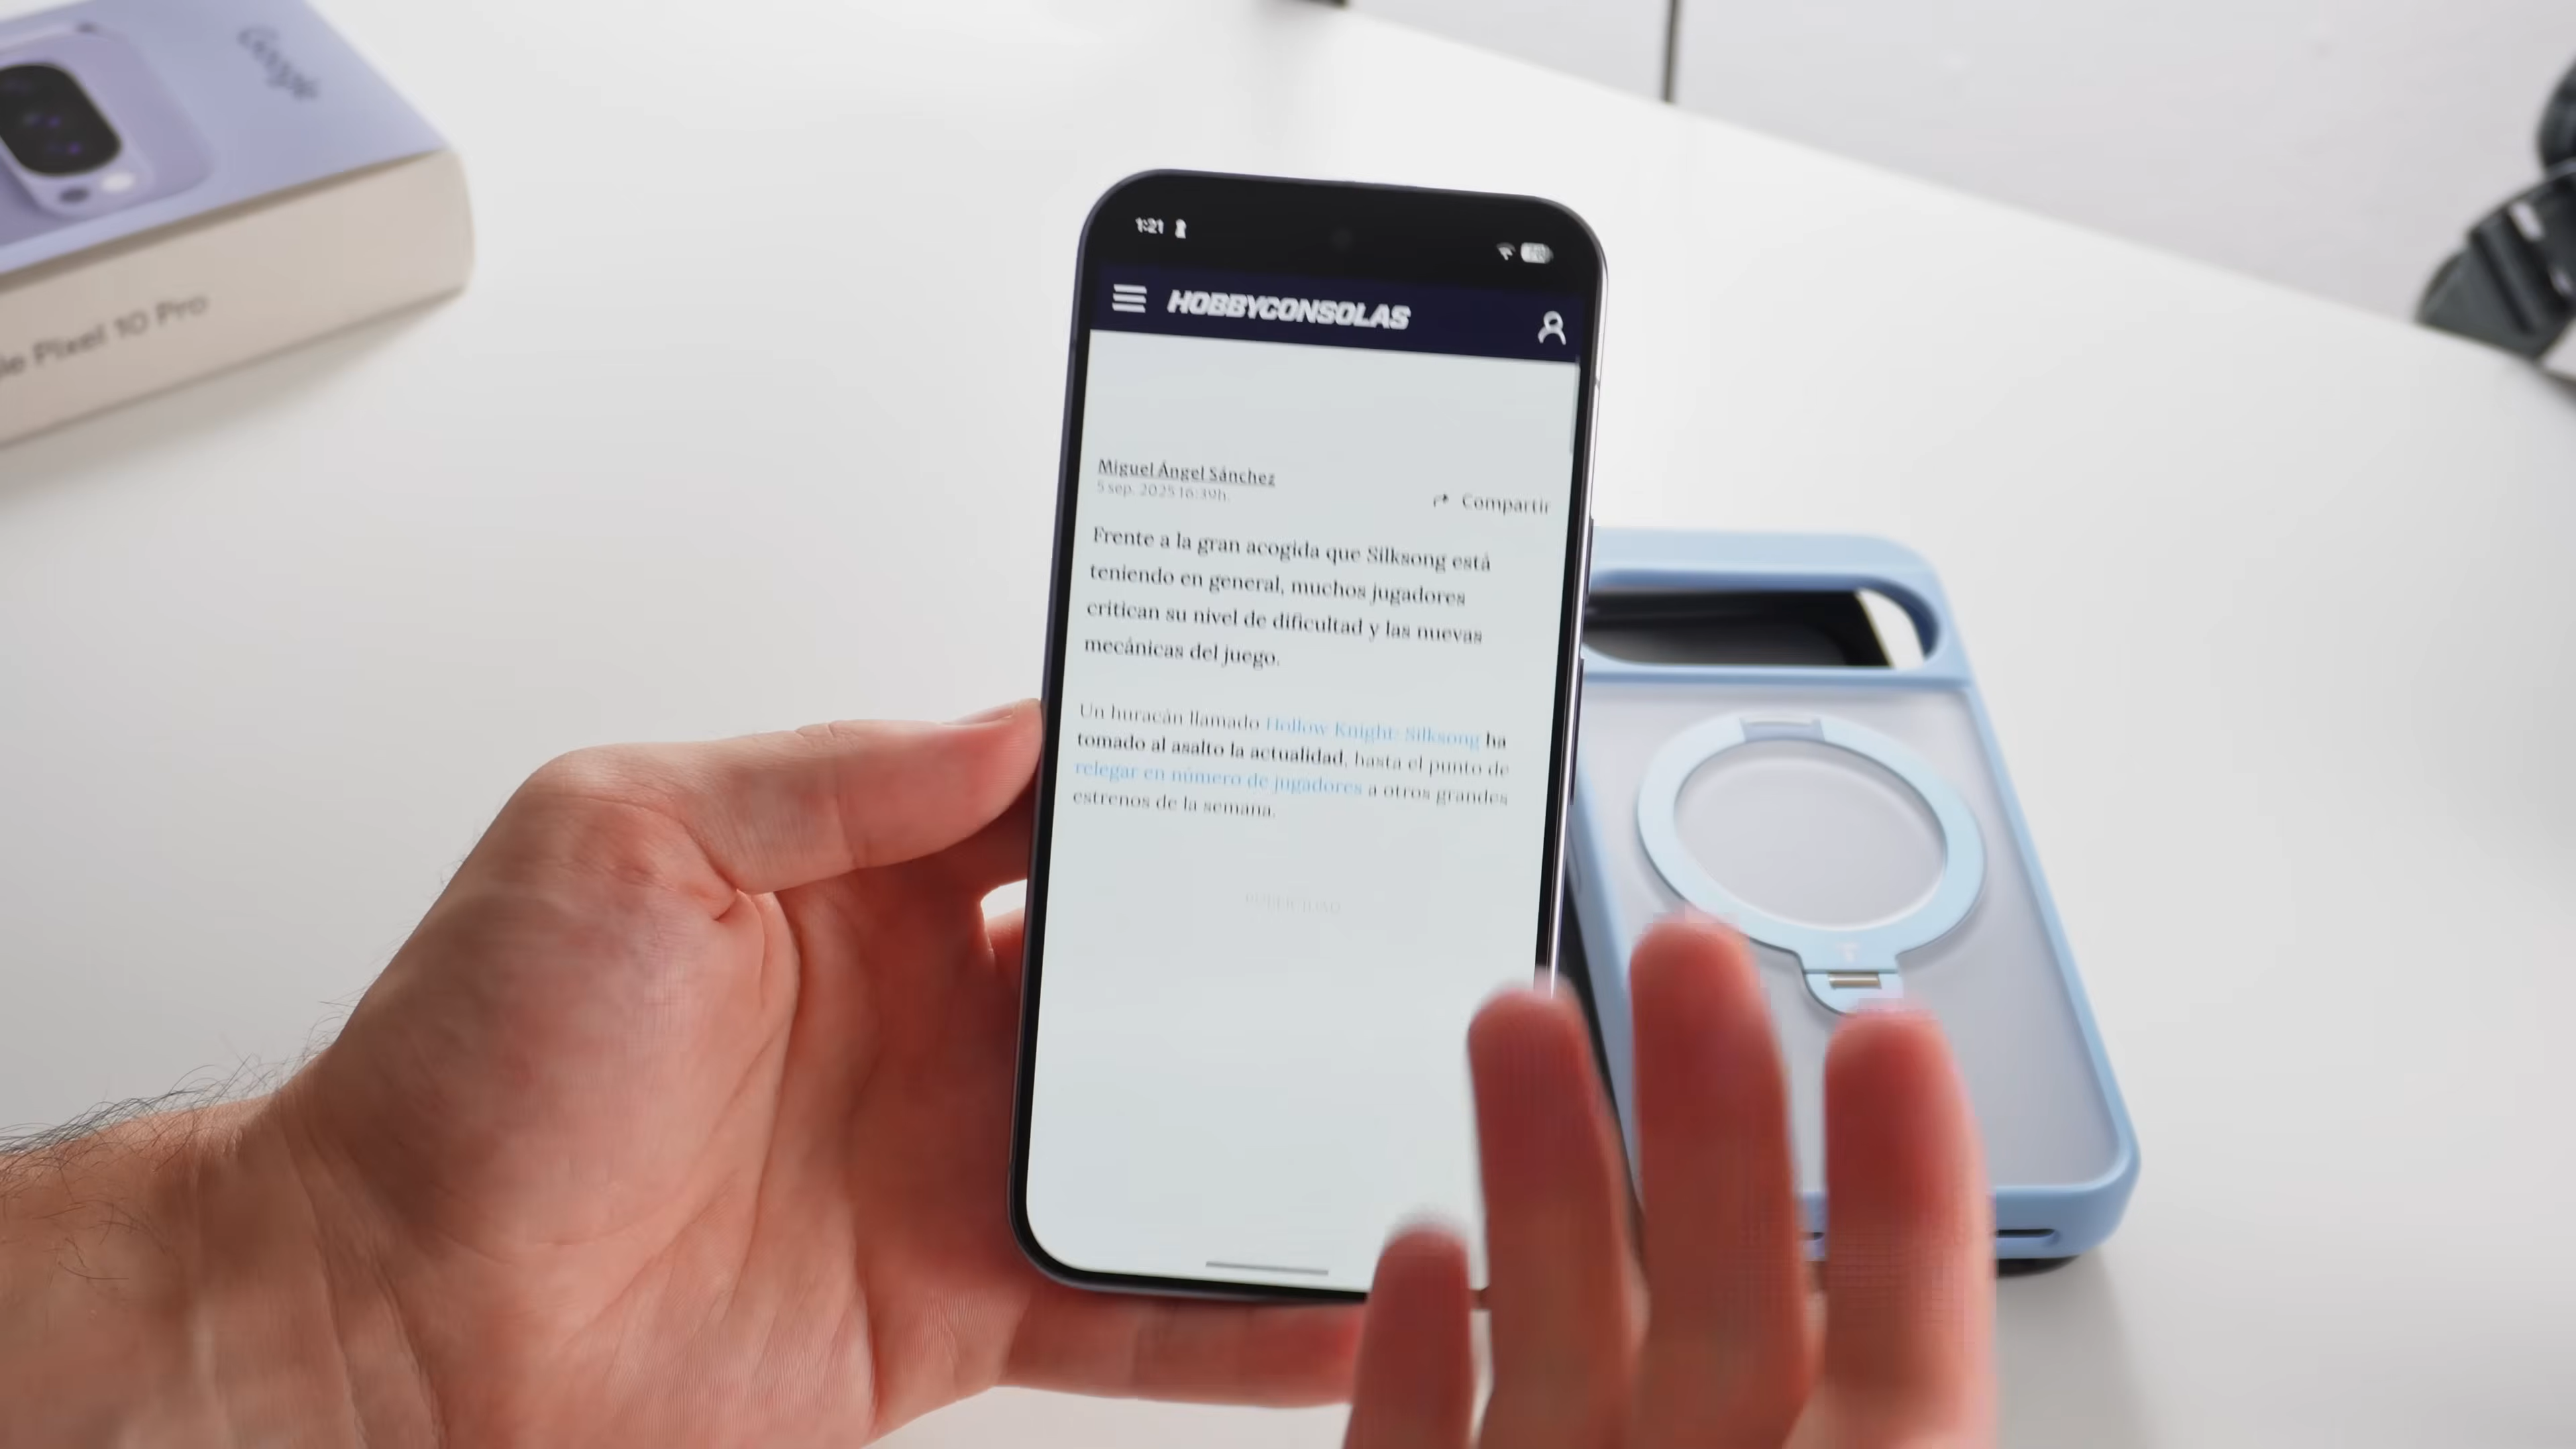 Google
Pixel 10 Pro
1:21
HOBBYCONSOLAS
Miguel Ángel Sánchez
5 sep. 2025 16:39h.
Compartir
Frente a la gran acogida que Silksong está
teniendo en general, muchos jugadores
critican su nivel de dificultad y las nuevas
mecánicas del juego.
Un huracán llamado Hollow Knight: Silksong ha
tomado al asalto la actualidad, hasta el punto de
relegar en número de jugadores a otros grandes
estrenos de la semana.
PUBLICIDAD